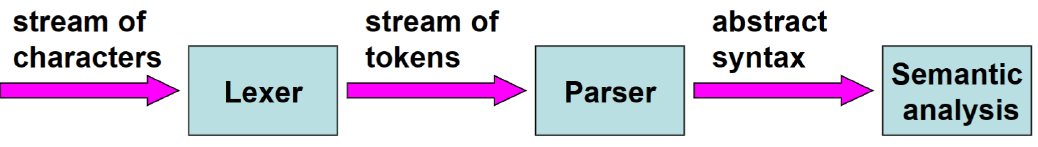 stream of
characters
Lexer
stream of
tokens
Parser
abstract
syntax
Semantic
analysis